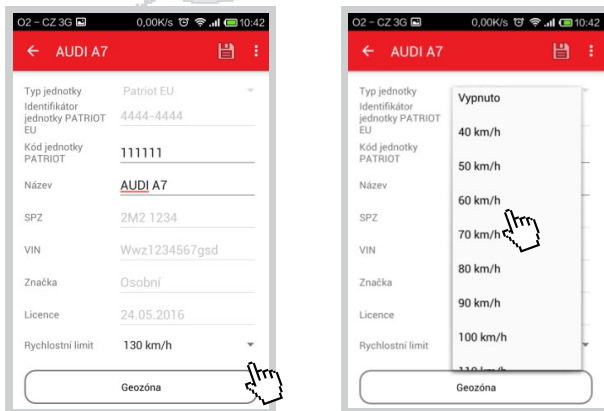 O2 – CZ 3G 0,00K/s 10:42
AUDI A7
Typ jednotky Patriot EU
Identifikátor jednotky PATRIOT EU 4444-4444
Kód jednotky PATRIOT 111111
Název AUDI A7
SPZ 2M2 1234
VIN Wwz1234567gsd
Značka Osobní
Licence 24.05.2016
Rychlostní limit 130 km/h
Geozóna
O2 – CZ 3G 0,00K/s 10:42
AUDI A7
Typ jednotky
Identifikátor jednotky PATRIOT EU
Kód jednotky PATRIOT
Název
SPZ
VIN
Značka
Licence
Rychlostní limit
Vypnuto
40 km/h
50 km/h
60 km/h
70 km/h
80 km/h
90 km/h
100 km/h
110 km/h
Geozóna